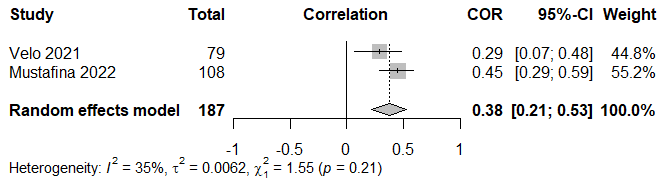 Study Total Correlation COR 95%-CI Weight
Velo 2021 79 0.29 [0.07; 0.48] 44.8%
Mustafina 2022 108 0.45 [0.29; 0.59] 55.2%
Random effects model 187 0.38 [0.21; 0.53] 100.0%
-1 -0.5 0 0.5 1
Heterogeneity: I² = 35%, τ² = 0.0062, χ²₁ = 1.55 (p = 0.21)